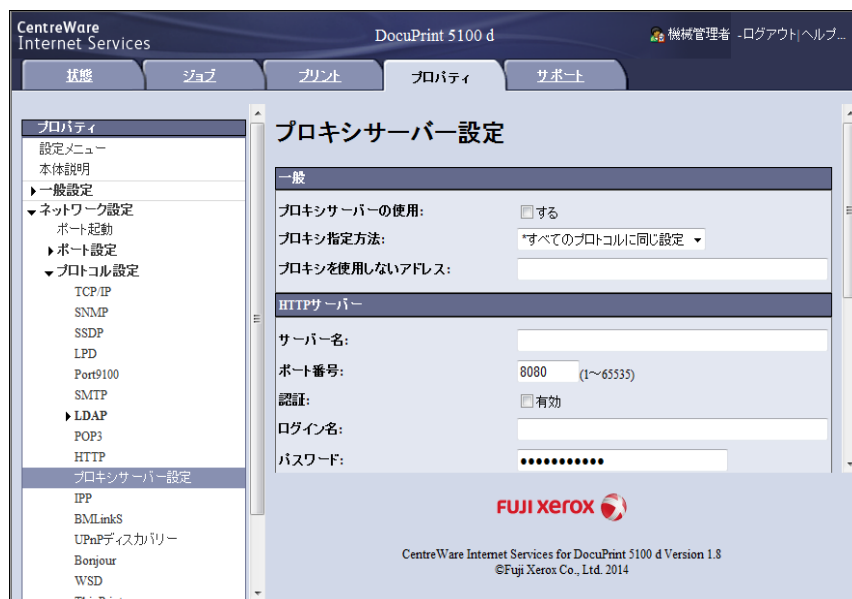 CentreWare
Internet Services
DocuPrint 5100 d
機械管理者 -ログアウト|ヘルプ...
状態 ジョブ プリント プロパティ サポート
プロパティ
設定メニュー
本体説明
一般設定
ネットワーク設定
ポート起動
ポート設定
プロトコル設定
TCP/IP
SNMP
SSDP
LPD
Port9100
SMTP
LDAP
POP3
HTTP
プロキシサーバー設定
IPP
BMLinkS
UPnPディスカバリー
Bonjour
WSD
プロキシサーバー設定
一般
プロキシサーバーの使用: する
プロキシ指定方法: *すべてのプロトコルに同じ設定
プロキシを使用しないアドレス:
HTTPサーバー
サーバー名:
ポート番号: 8080 (1～65535)
認証: 有効
ログイン名:
パスワード: ●●●●●●●●●●●
FUJI xerox
CentreWare Internet Services for DocuPrint 5100 d Version 1.8
©Fuji Xerox Co., Ltd. 2014